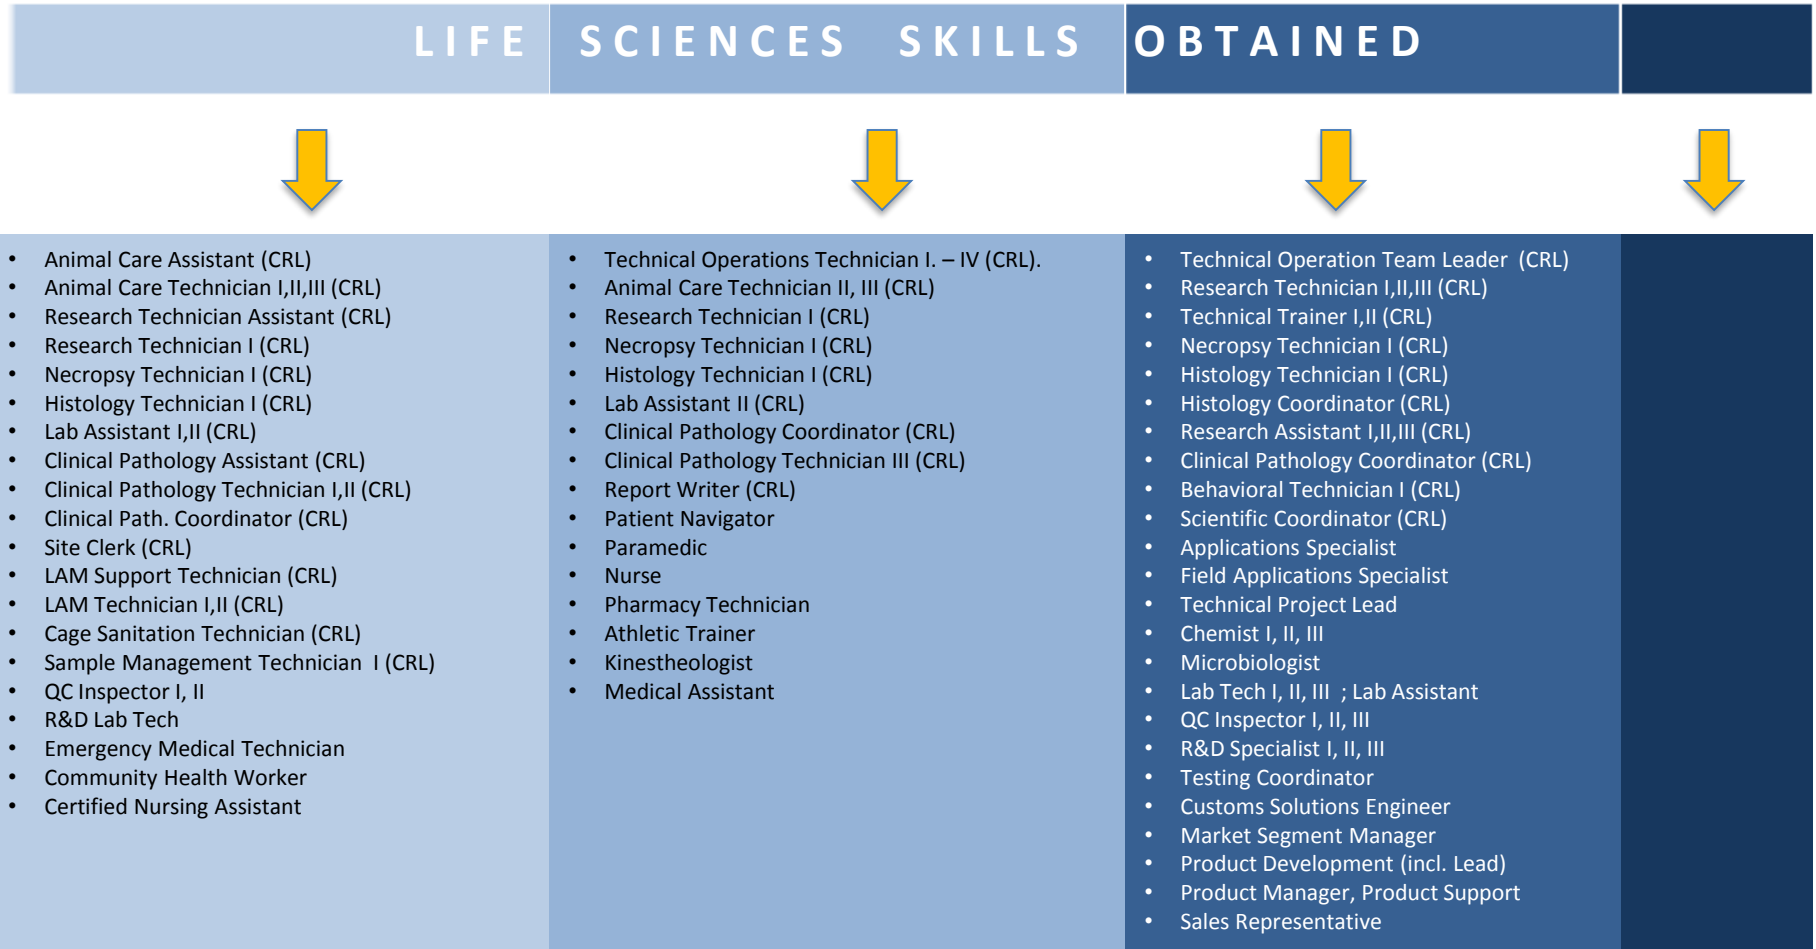 LIFE SCIENCES SKILLS OBTAINED
• Animal Care Assistant (CRL)
• Animal Care Technician I,II,III (CRL)
• Research Technician Assistant (CRL)
• Research Technician I (CRL)
• Necropsy Technician I (CRL)
• Histology Technician I (CRL)
• Lab Assistant I,II (CRL)
• Clinical Pathology Assistant (CRL)
• Clinical Pathology Technician I,II (CRL)
• Clinical Path. Coordinator (CRL)
• Site Clerk (CRL)
• LAM Support Technician (CRL)
• LAM Technician I,II (CRL)
• Cage Sanitation Technician (CRL)
• Sample Management Technician I (CRL)
• QC Inspector I, II
• R&D Lab Tech
• Emergency Medical Technician
• Community Health Worker
• Certified Nursing Assistant
• Technical Operations Technician I. – IV (CRL).
• Animal Care Technician II, III (CRL)
• Research Technician I (CRL)
• Necropsy Technician I (CRL)
• Histology Technician I (CRL)
• Lab Assistant II (CRL)
• Clinical Pathology Coordinator (CRL)
• Clinical Pathology Technician III (CRL)
• Report Writer (CRL)
• Patient Navigator
• Paramedic
• Nurse
• Pharmacy Technician
• Athletic Trainer
• Kinestheologist
• Medical Assistant
• Technical Operation Team Leader (CRL)
• Research Technician I,II,III (CRL)
• Technical Trainer I,II (CRL)
• Necropsy Technician I (CRL)
• Histology Technician I (CRL)
• Histology Coordinator (CRL)
• Research Assistant I,II,III (CRL)
• Clinical Pathology Coordinator (CRL)
• Behavioral Technician I (CRL)
• Scientific Coordinator (CRL)
• Applications Specialist
• Field Applications Specialist
• Technical Project Lead
• Chemist I, II, III
• Microbiologist
• Lab Tech I, II, III ; Lab Assistant
• QC Inspector I, II, III
• R&D Specialist I, II, III
• Testing Coordinator
• Customs Solutions Engineer
• Market Segment Manager
• Product Development (incl. Lead)
• Product Manager, Product Support
• Sales Representative